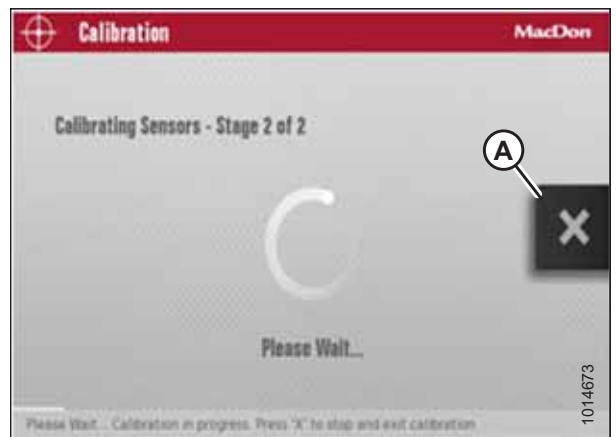 Calibration
MacDon
Calibrating Sensors - Stage 2 of 2
A
X
Please Wait...
1014673
Please Wait... Calibration in progress. Press "X" to stop and exit calibration